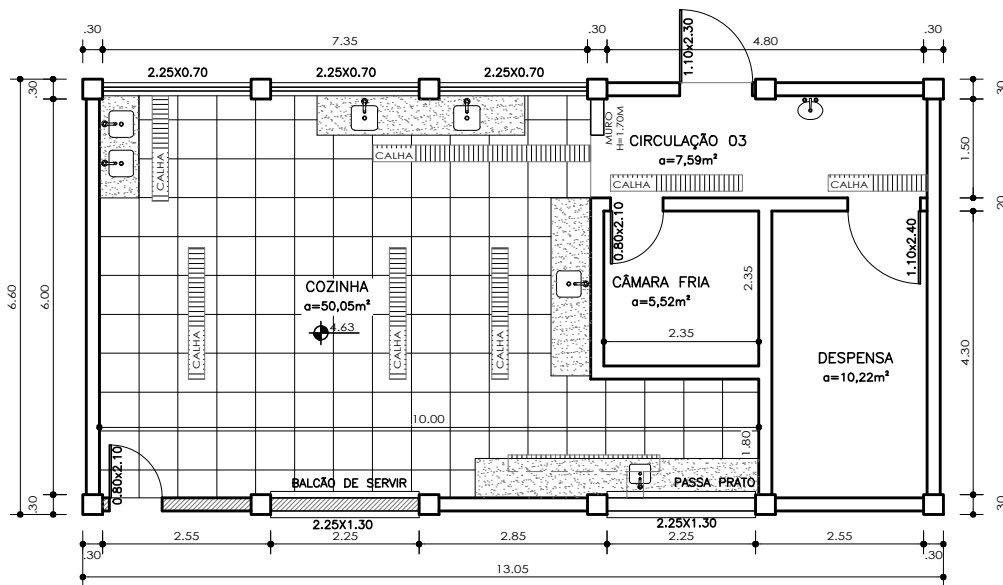 .30
7.35
.30
4.80
.30
1.10x2.30
2.25X0.70
2.25X0.70
2.25X0.70
.30
.30
MURO
H=1.70M
CIRCULAÇÃO 03
a=7,59m²
1.50
CALHA
CALHA
CALHA
CALHA
.20
0.80x2.10
1.10x2.40
COZINHA
a=50,05m²
4.63
CÂMARA FRIA
a=5,52m²
2.35
2.35
6.60
6.00
CALHA
CALHA
CALHA
DESPENSA
a=10,22m²
4.30
10.00
1.80
0.80x2.10
BALCÃO DE SERVIR
PASSA PRATO
.30
.30
2.25X1.30
2.25X1.30
.30
2.55
2.25
2.85
2.25
2.55
.30
13.05